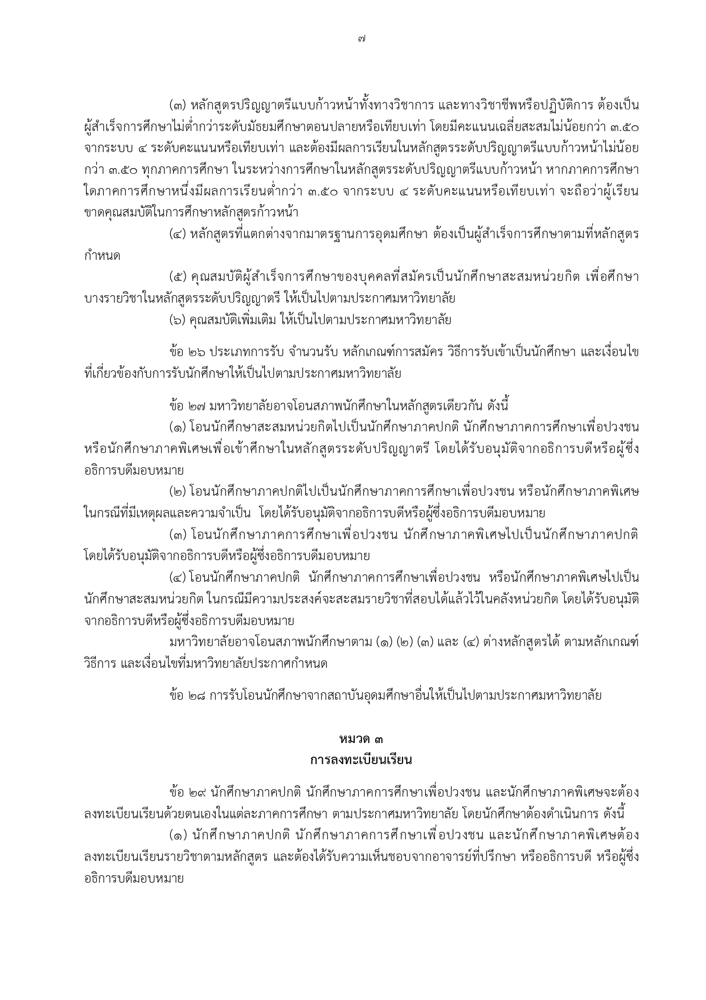 ๗
(๓) หลักสูตรปริญญาตรีแบบก้าวหน้าทั้งทางวิชาการ และทางวิชาชีพหรือปฏิบัติการ ต้องเป็น
ผู้สำเร็จการศึกษาไม่ต่ำกว่าระดับมัธยมศึกษาตอนปลายหรือเทียบเท่า โดยมีคะแนนเฉลี่ยสะสมไม่น้อยกว่า ๓.๕๐
จากระบบ ๔ ระดับคะแนนหรือเทียบเท่า และต้องมีผลการเรียนในหลักสูตรระดับปริญญาตรีแบบก้าวหน้าไม่น้อย
กว่า ๓.๕๐ ทุกภาคการศึกษา ในระหว่างการศึกษาในหลักสูตรระดับปริญญาตรีแบบก้าวหน้า หากภาคการศึกษา
ใดภาคการศึกษาหนึ่งมีผลการเรียนต่ำกว่า ๓.๕๐ จากระบบ ๔ ระดับคะแนนหรือเทียบเท่า จะถือว่าผู้เรียน
ขาดคุณสมบัติในการศึกษาหลักสูตรก้าวหน้า
(๔) หลักสูตรที่แตกต่างจากมาตรฐานการอุดมศึกษา ต้องเป็นผู้สำเร็จการศึกษาตามที่หลักสูตร
กำหนด
(๕) คุณสมบัติผู้สำเร็จการศึกษาของบุคคลที่สมัครเป็นนักศึกษาสะสมหน่วยกิต เพื่อศึกษา
บางรายวิชาในหลักสูตรระดับปริญญาตรี ให้เป็นไปตามประกาศมหาวิทยาลัย
(๖) คุณสมบัติเพิ่มเติม ให้เป็นไปตามประกาศมหาวิทยาลัย
ข้อ ๒๖ ประเภทการรับ จำนวนรับ หลักเกณฑ์การสมัคร วิธีการรับเข้าเป็นนักศึกษา และเงื่อนไข
ที่เกี่ยวข้องกับการรับนักศึกษาให้เป็นไปตามประกาศมหาวิทยาลัย
ข้อ ๒๗ มหาวิทยาลัยอาจโอนสภาพนักศึกษาในหลักสูตรเดียวกัน ดังนี้
(๑) โอนนักศึกษาสะสมหน่วยกิตไปเป็นนักศึกษาภาคปกติ นักศึกษาภาคการศึกษาเพื่อปวงชน
หรือนักศึกษาภาคพิเศษเพื่อเข้าศึกษาในหลักสูตรระดับปริญญาตรี โดยได้รับอนุมัติจากอธิการบดีหรือผู้ซึ่ง
อธิการบดีมอบหมาย
(๒) โอนนักศึกษาภาคปกติไปเป็นนักศึกษาภาคการศึกษาเพื่อปวงชน หรือนักศึกษาภาคพิเศษ
ในกรณีที่มีเหตุผลและความจำเป็น โดยได้รับอนุมัติจากอธิการบดีหรือผู้ซึ่งอธิการบดีมอบหมาย
(๓) โอนนักศึกษาภาคการศึกษาเพื่อปวงชน นักศึกษาภาคพิเศษไปเป็นนักศึกษาภาคปกติ
โดยได้รับอนุมัติจากอธิการบดีหรือผู้ซึ่งอธิการบดีมอบหมาย
(๔) โอนนักศึกษาภาคปกติ นักศึกษาภาคการศึกษาเพื่อปวงชน หรือนักศึกษาภาคพิเศษไปเป็น
นักศึกษาสะสมหน่วยกิต ในกรณีมีความประสงค์จะสะสมรายวิชาที่สอบได้แล้วไว้ในคลังหน่วยกิต โดยได้รับอนุมัติ
จากอธิการบดีหรือผู้ซึ่งอธิการบดีมอบหมาย
มหาวิทยาลัยอาจโอนสภาพนักศึกษาตาม (๑) (๒) (๓) และ (๔) ต่างหลักสูตรได้ ตามหลักเกณฑ์
วิธีการ และเงื่อนไขที่มหาวิทยาลัยประกาศกำหนด
ข้อ ๒๘ การรับโอนนักศึกษาจากสถาบันอุดมศึกษาอื่นให้เป็นไปตามประกาศมหาวิทยาลัย
หมวด ๓
การลงทะเบียนเรียน
ข้อ ๒๙ นักศึกษาภาคปกติ นักศึกษาภาคการศึกษาเพื่อปวงชน และนักศึกษาภาคพิเศษจะต้อง
ลงทะเบียนเรียนด้วยตนเองในแต่ละภาคการศึกษา ตามประกาศมหาวิทยาลัย โดยนักศึกษาต้องดำเนินการ ดังนี้
(๑) นักศึกษาภาคปกติ นักศึกษาภาคการศึกษาเพื่อปวงชน และนักศึกษาภาคพิเศษต้อง
ลงทะเบียนเรียนรายวิชาตามหลักสูตร และต้องได้รับความเห็นชอบจากอาจารย์ที่ปรึกษา หรืออธิการบดี หรือผู้ซึ่ง
อธิการบดีมอบหมาย